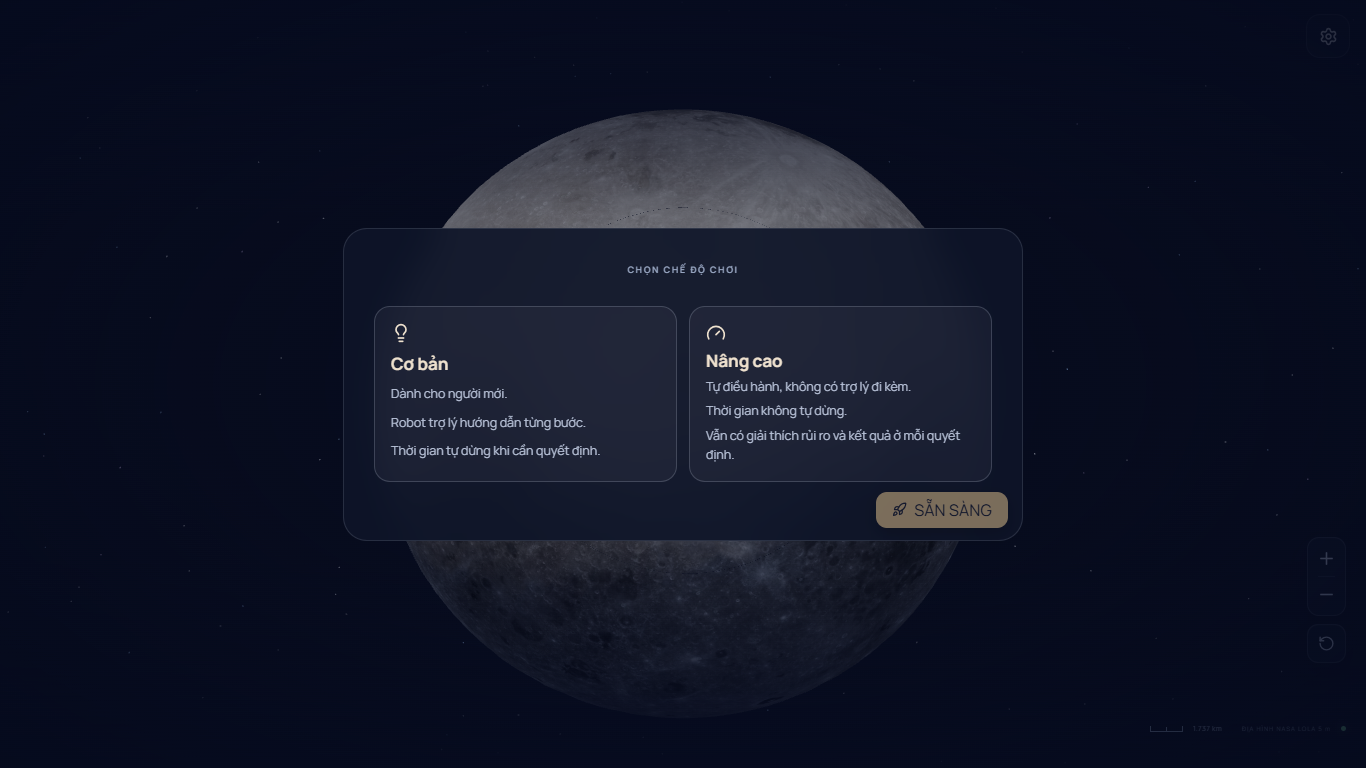 CHỌN CHẾ ĐỘ CHƠI
Cơ bản
Dành cho người mới.
Robot trợ lý hướng dẫn từng bước.
Thời gian tự dừng khi cần quyết định.
Nâng cao
Tự điều hành, không có trợ lý đi kèm.
Thời gian không tự dừng.
Vẫn có giải thích rủi ro và kết quả ở mỗi quyết
định.
SẴN SÀNG
1737 km